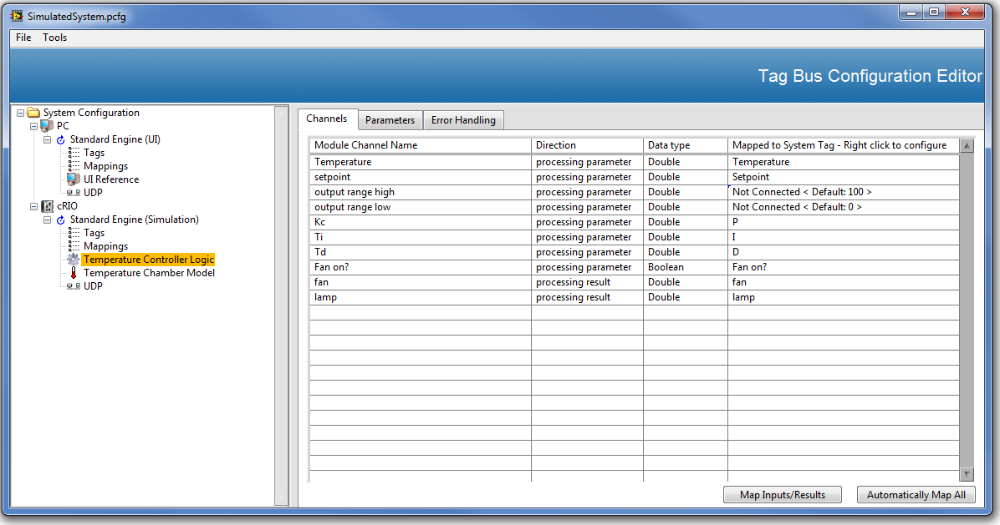 SimulatedSystem.pcfg
File Tools
Tag Bus Configuration Editor
System Configuration
PC
Standard Engine (UI)
Tags
Mappings
UI Reference
UDP
cRIO
Standard Engine (Simulation)
Tags
Mappings
Temperature Controller Logic
Temperature Chamber Model
UDP
Channels Parameters Error Handling
Module Channel Name Direction Data type Mapped to System Tag - Right click to configure
Temperature processing parameter Double Temperature
setpoint processing parameter Double Setpoint
output range high processing parameter Double Not Connected < Default: 100 >
output range low processing parameter Double Not Connected < Default: 0 >
Kc processing parameter Double P
Ti processing parameter Double I
Td processing parameter Double D
Fan on? processing parameter Boolean Fan on?
fan processing result Double fan
lamp processing result Double lamp
Map Inputs/Results Automatically Map All